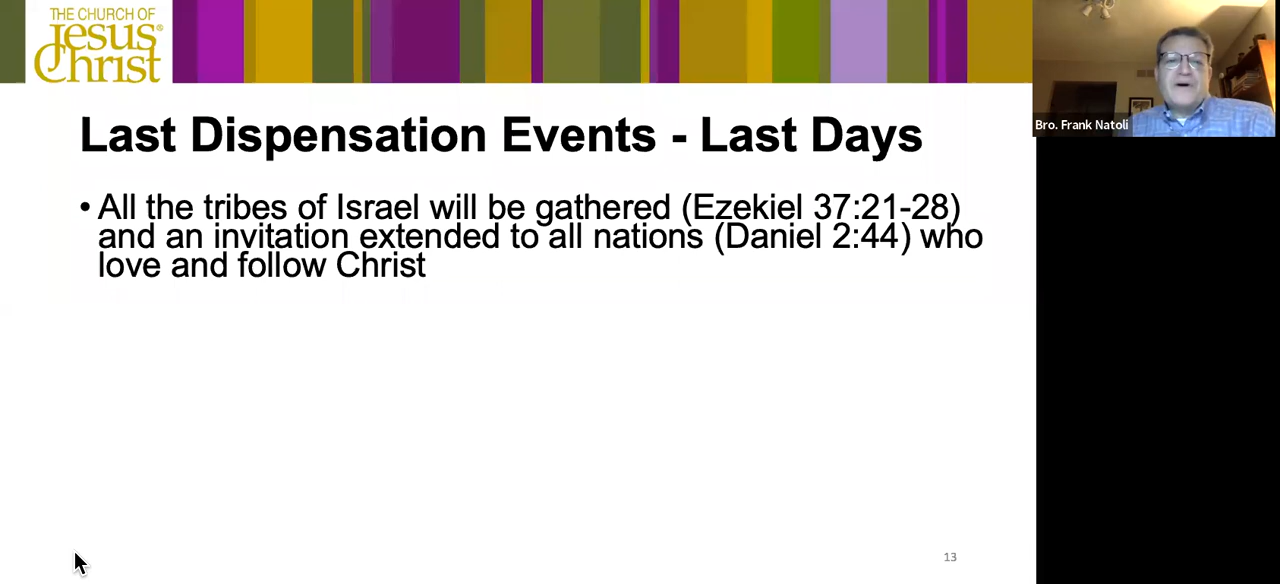 THE CHURCH OF
Jesus®
Christ
Bro. Frank Natoli
Last Dispensation Events - Last Days
• All the tribes of Israel will be gathered (Ezekiel 37:21-28)
and an invitation extended to all nations (Daniel 2:44) who
love and follow Christ
13